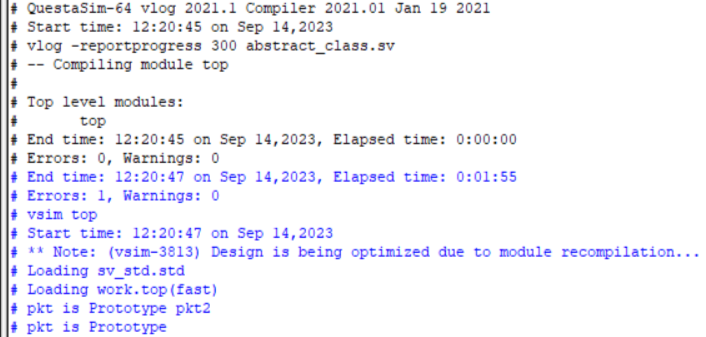 # QuestaSim-64 vlog 2021.1 Compiler 2021.01 Jan 19 2021
# Start time: 12:20:45 on Sep 14,2023
# vlog -reportprogress 300 abstract_class.sv
# -- Compiling module top
#
# Top level modules:
#       top
# End time: 12:20:45 on Sep 14,2023, Elapsed time: 0:00:00
# Errors: 0, Warnings: 0
# End time: 12:20:47 on Sep 14,2023, Elapsed time: 0:01:55
# Errors: 1, Warnings: 0
# vsim top
# Start time: 12:20:47 on Sep 14,2023
# ** Note: (vsim-3813) Design is being optimized due to module recompilation...
# Loading sv_std.std
# Loading work.top(fast)
# pkt is Prototype pkt2
# pkt is Prototype